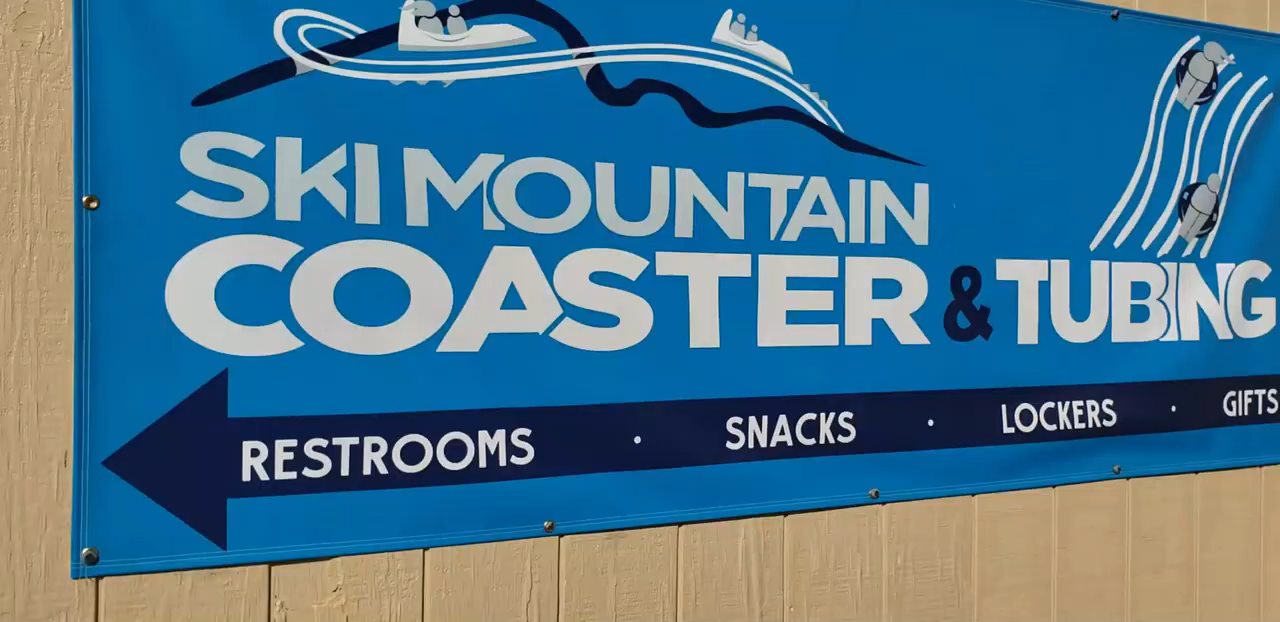 SKI MOUNTAIN
COASTER & TUBING
RESTROOMS · SNACKS · LOCKERS · GIFTS